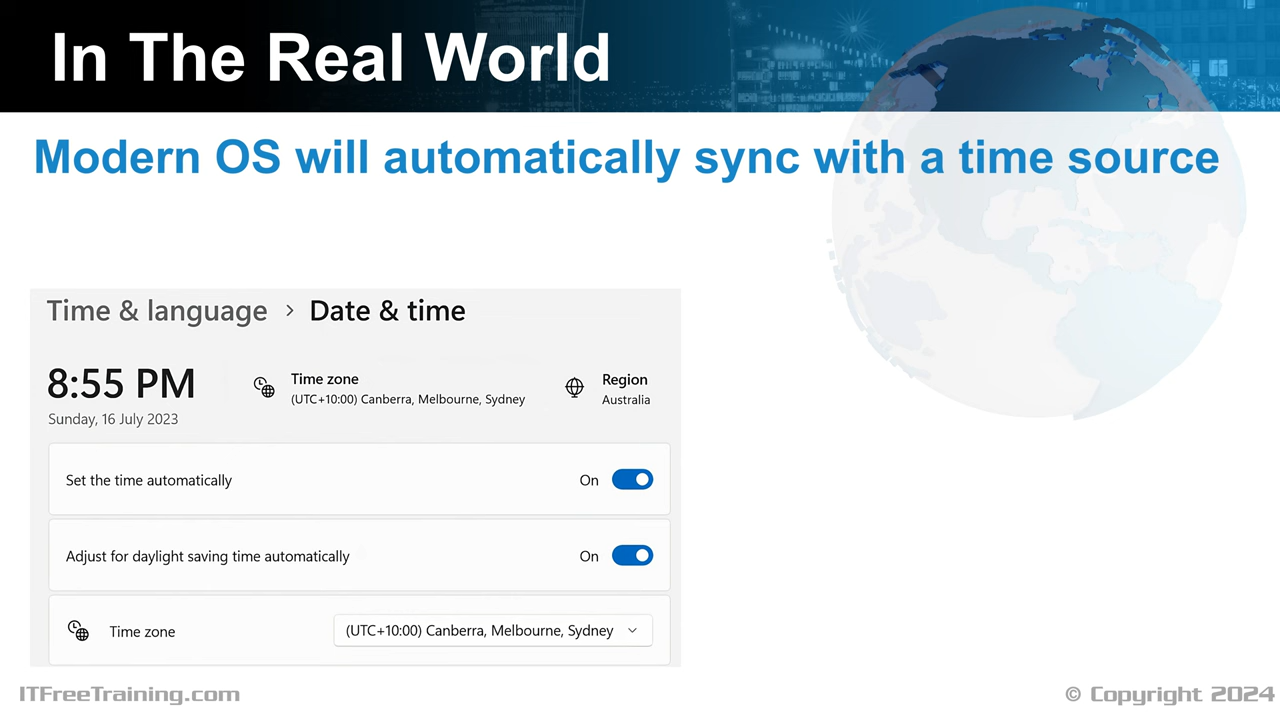 In The Real World
Modern OS will automatically sync with a time source
Time & language > Date & time
8:55 PM
Sunday, 16 July 2023
Time zone
(UTC+10:00) Canberra, Melbourne, Sydney
Region
Australia
Set the time automatically On
Adjust for daylight saving time automatically On
Time zone (UTC+10:00) Canberra, Melbourne, Sydney
ITFreeTraining.com © Copyright 2024